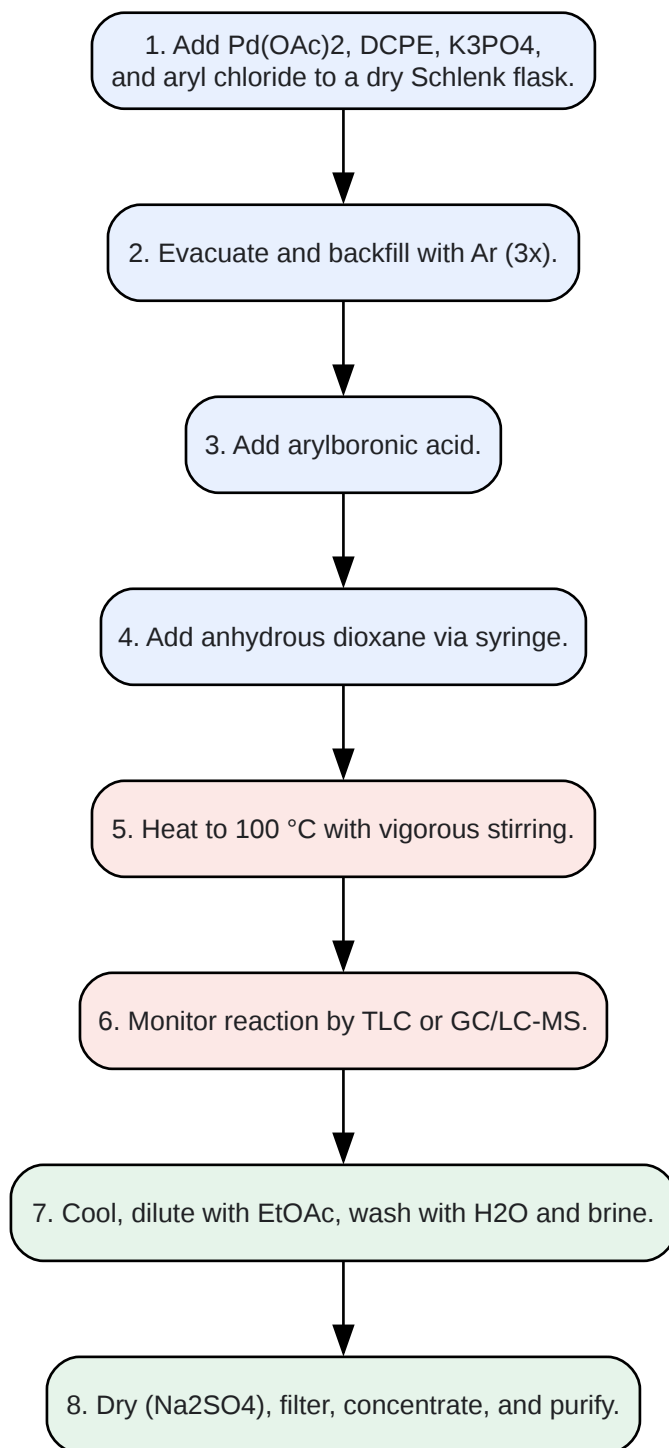 1. Add Pd(OAc)2, DCPE, K3PO4,
and aryl chloride to a dry Schlenk flask.
2. Evacuate and backfill with Ar (3x).
3. Add arylboronic acid.
4. Add anhydrous dioxane via syringe.
5. Heat to 100 °C with vigorous stirring.
6. Monitor reaction by TLC or GC/LC-MS.
7. Cool, dilute with EtOAc, wash with H2O and brine.
8. Dry (Na2SO4), filter, concentrate, and purify.